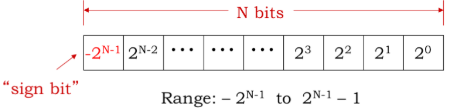 N bits
-2^N-1 2^N-2 ••• ••• ••• 2^3 2^2 2^1 2^0
“sign bit”
Range: – 2^N-1 to 2^N-1 – 1